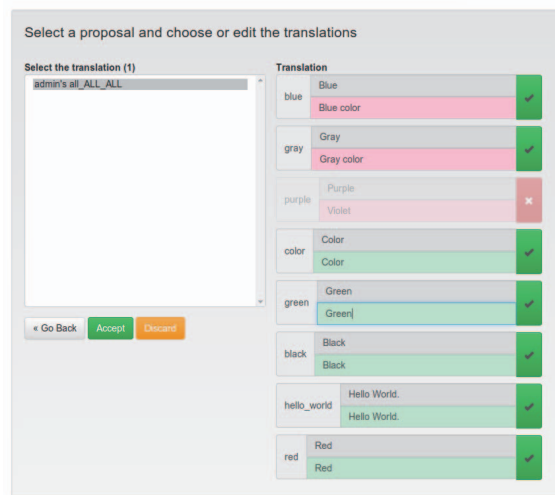 Select a proposal and choose or edit the translations
Select the translation (1)
admin's all_ALL_ALL
« Go Back
Accept
Discard
Translation
blue
Blue
Blue color
gray
Gray
Gray color
purple
Purple
Violet
color
Color
Color
green
Green
Green
black
Black
Black
hello_world
Hello World.
Hello World.
red
Red
Red